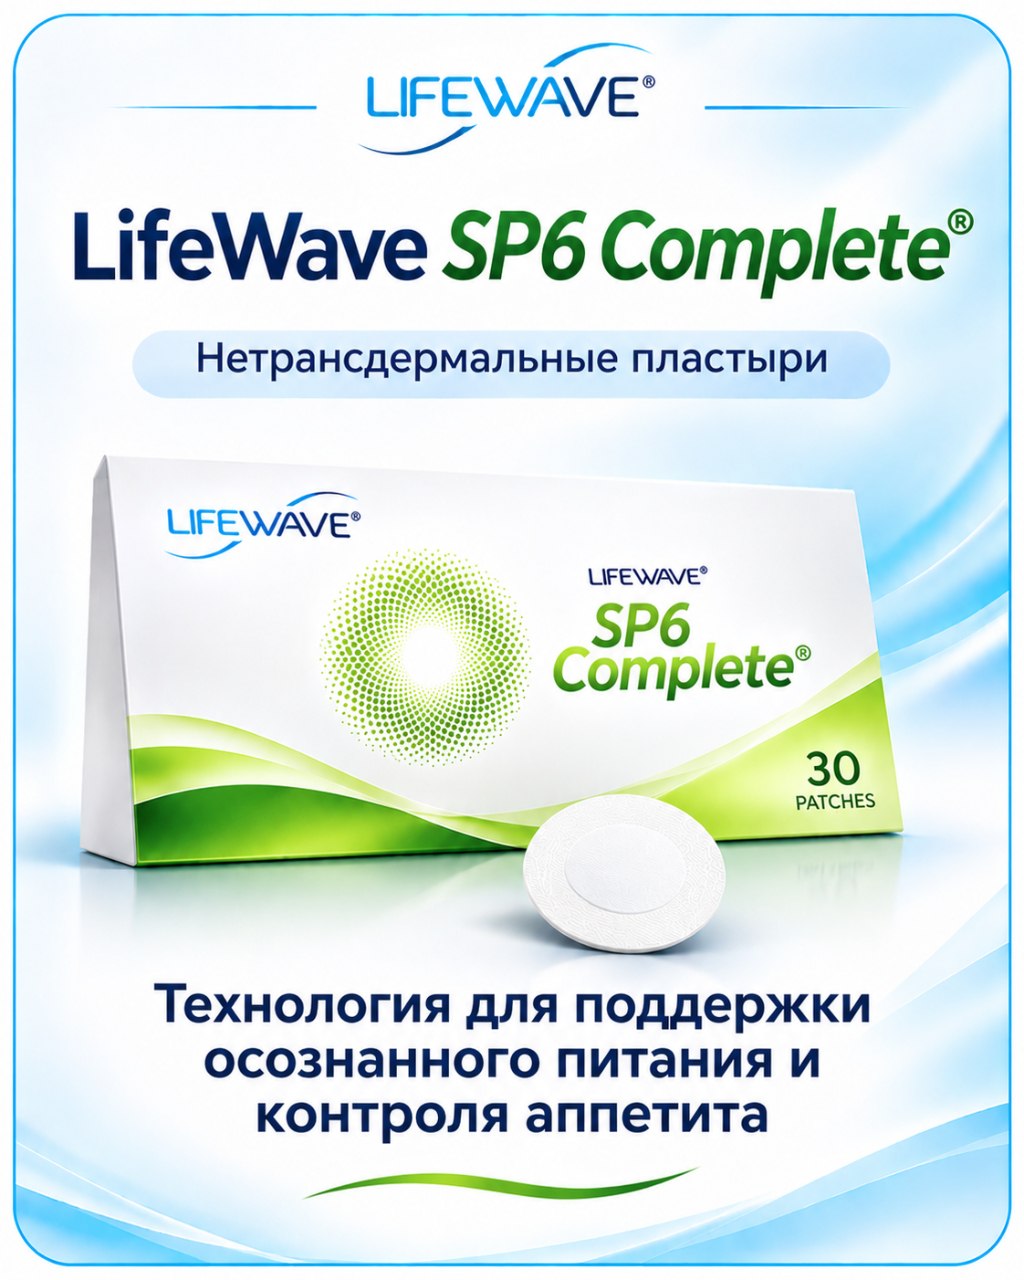 LIFEWAVE®
LifeWave SP6 Complete®
Нетрансдермальные пластыри
LIFEWAVE®
LIFEWAVE®
SP6
Complete®
30
PATCHES
Технология для поддержки
осознанного питания и
контроля аппетита